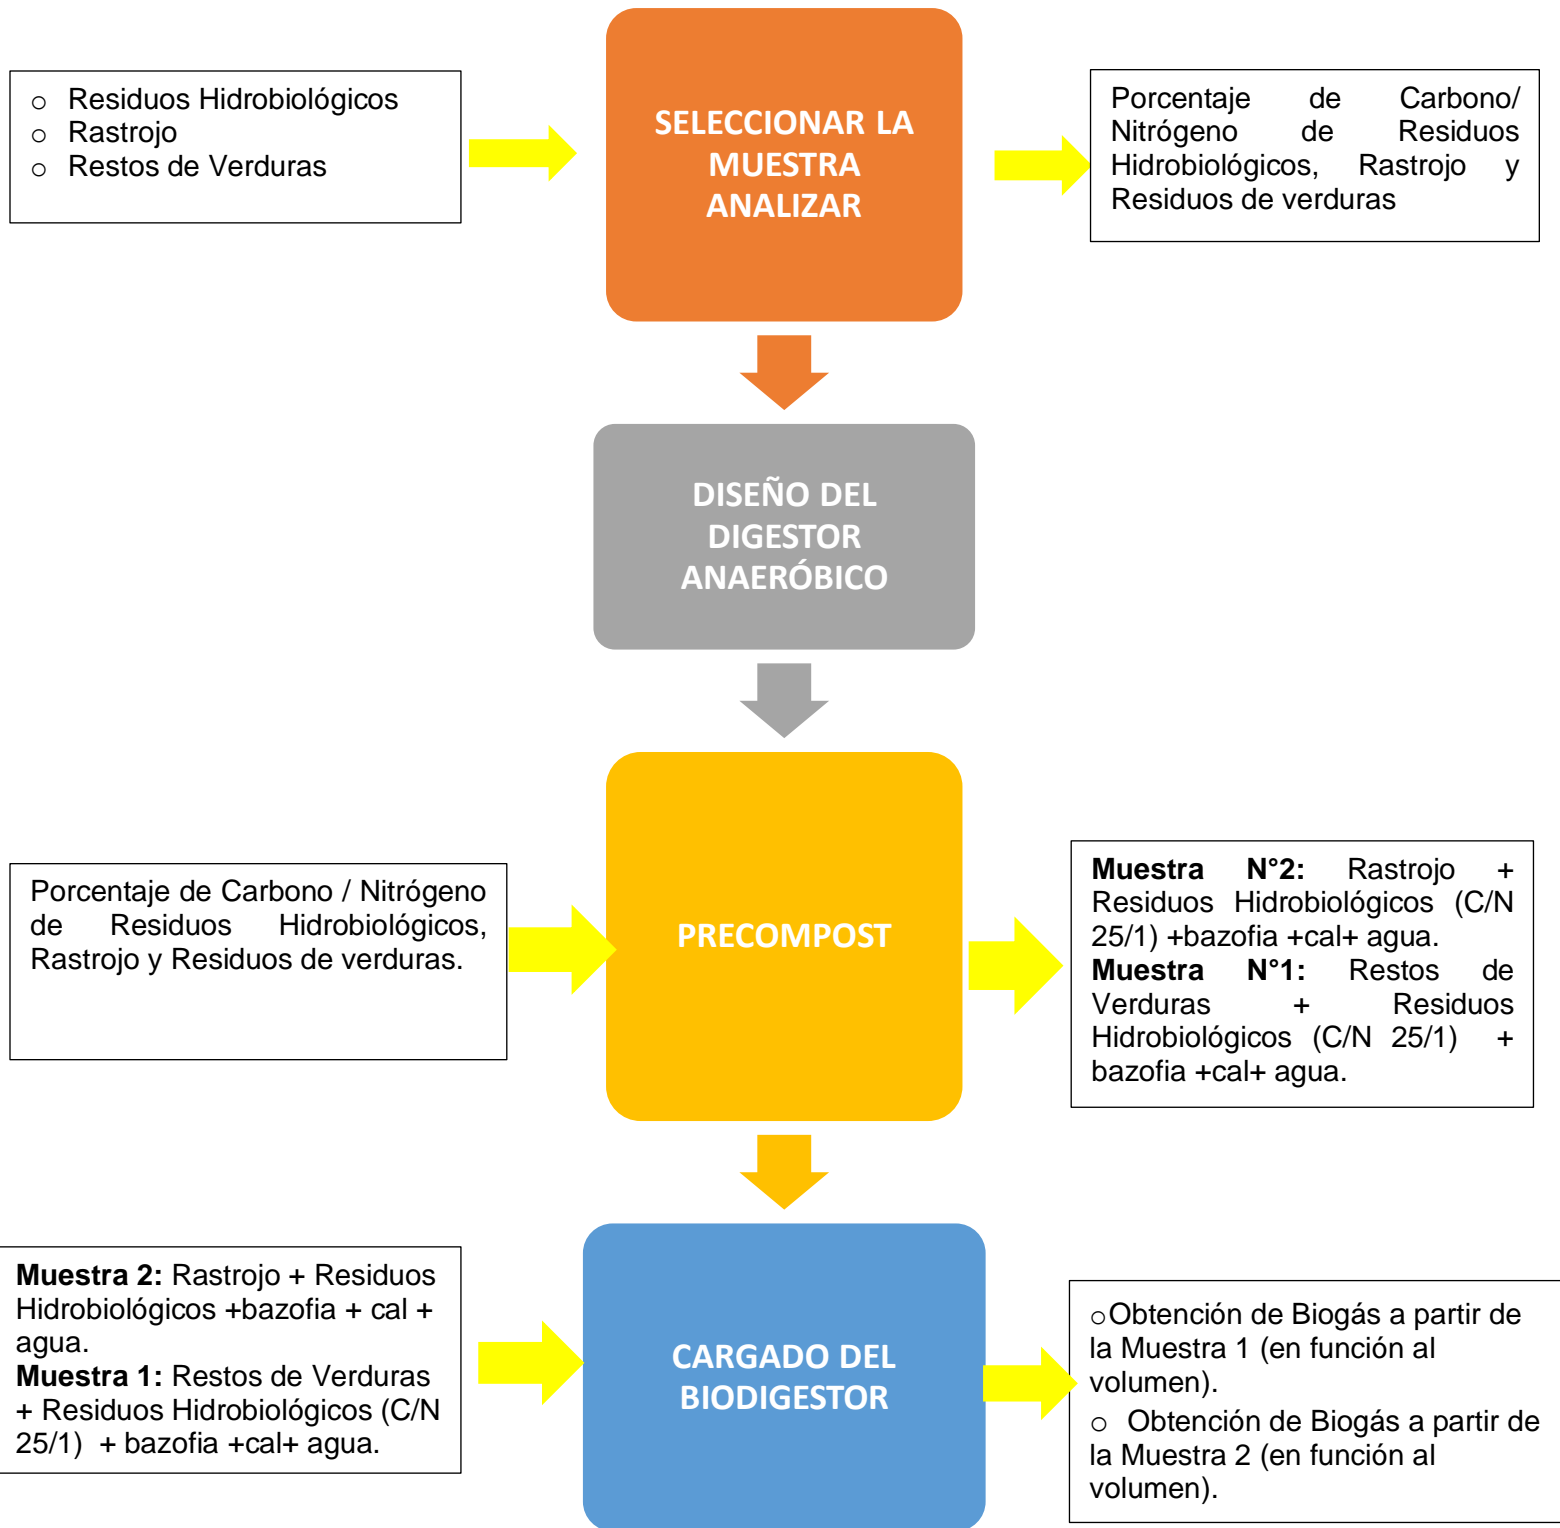 ○ Residuos Hidrobiológicos
○ Rastrojo
○ Restos de Verduras
SELECCIONAR LA
MUESTRA
ANALIZAR
Porcentaje de Carbono/
Nitrógeno de Residuos
Hidrobiológicos, Rastrojo y
Residuos de verduras
DISEÑO DEL
DIGESTOR
ANAERÓBICO
Porcentaje de Carbono / Nitrógeno
de Residuos Hidrobiológicos,
Rastrojo y Residuos de verduras.
PRECOMPOST
Muestra N°2: Rastrojo +
Residuos Hidrobiológicos (C/N
25/1) +bazofia +cal+ agua.
Muestra N°1: Restos de
Verduras + Residuos
Hidrobiológicos (C/N 25/1) +
bazofia +cal+ agua.
Muestra 2: Rastrojo + Residuos
Hidrobiológicos +bazofia + cal +
agua.
Muestra 1: Restos de Verduras
+ Residuos Hidrobiológicos (C/N
25/1) + bazofia +cal+ agua.
CARGADO DEL
BIODIGESTOR
○Obtención de Biogás a partir de
la Muestra 1 (en función al
volumen).
○ Obtención de Biogás a partir de
la Muestra 2 (en función al
volumen).